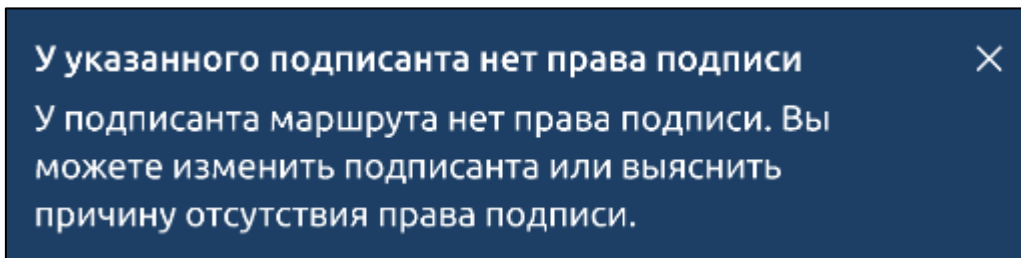 У указанного подписанта нет права подписи
У подписанта маршрута нет права подписи. Вы
можете изменить подписанта или выяснить
причину отсутствия права подписи.